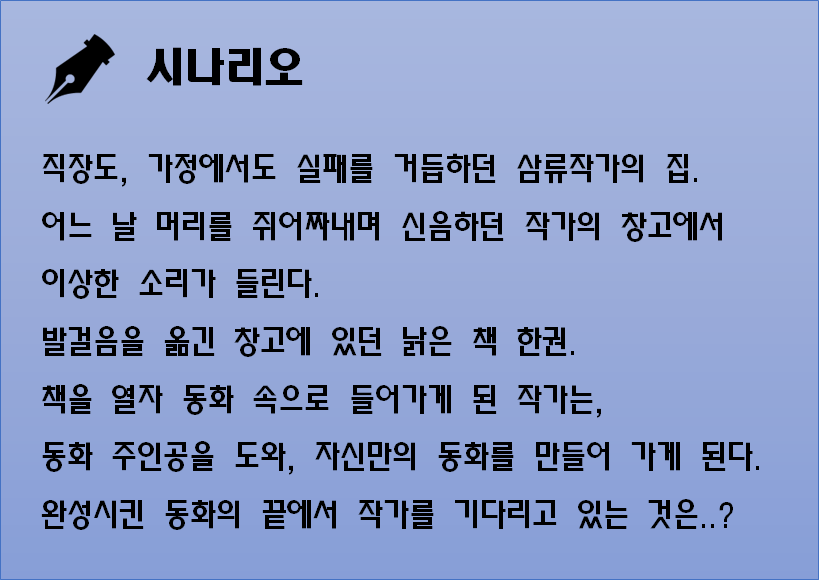 시나리오
직장도, 가정에서도 실패를 거듭하던 삼류작가의 집.
어느 날 머리를 쥐어짜내며 신음하던 작가의 창고에서
이상한 소리가 들린다.
발걸음을 옮긴 창고에 있던 낡은 책 한권.
책을 열자 동화 속으로 들어가게 된 작가는,
동화 주인공을 도와, 자신만의 동화를 만들어 가게 된다.
완성시킨 동화의 끝에서 작가를 기다리고 있는 것은..?